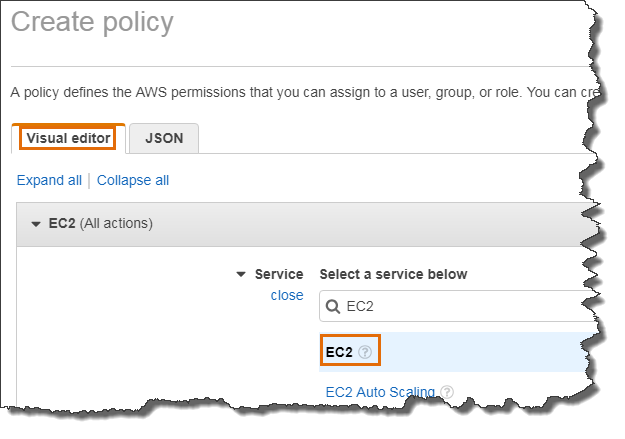 Create policy
A policy defines the AWS permissions that you can assign to a user, group, or role. You can cre
Visual editor JSON
Expand all Collapse all
EC2 (All actions)
Service Select a service below
close
EC2
EC2 ?
EC2 Auto Scaling ?